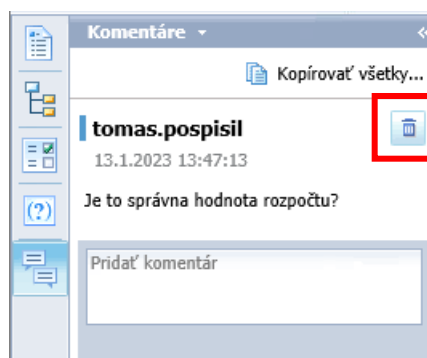 Komentáre
Kopírovať všetky...
tomas.pospisil
13.1.2023 13:47:13
Je to správna hodnota rozpočtu?
Pridať komentár